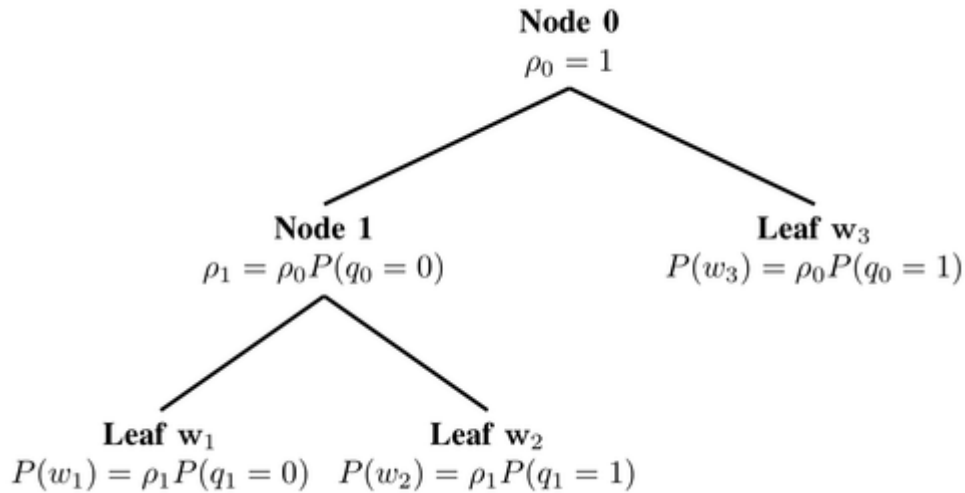 Node 0
ρ₀ = 1
Node 1
ρ₁ = ρ₀P(q₀ = 0)
Leaf w₃
P(w₃) = ρ₀P(q₀ = 1)
Leaf w₁
P(w₁) = ρ₁P(q₁ = 0)
Leaf w₂
P(w₂) = ρ₁P(q₁ = 1)